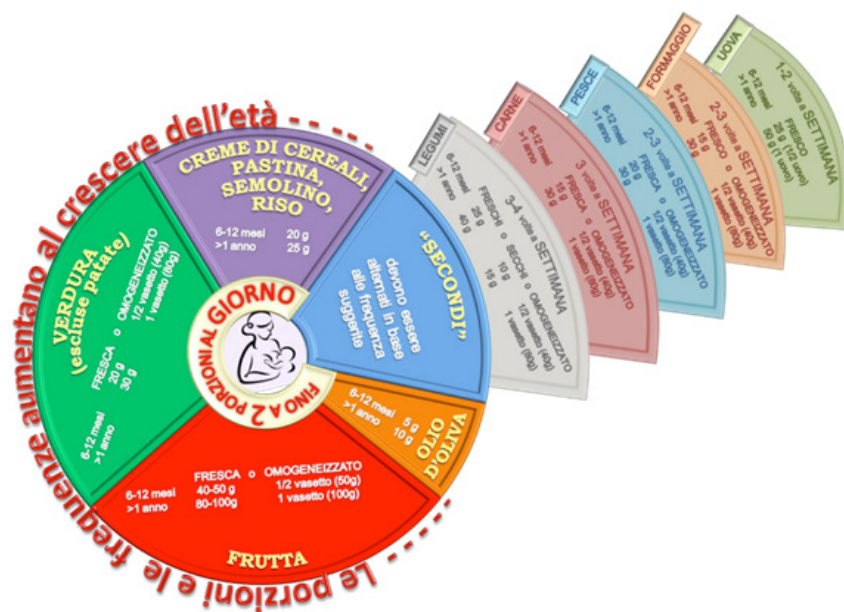 Le porzioni e le frequenze aumentano al crescere dell'età
GIORNO
FINO A 2 PORZIONI AL
CREME DI CEREALI,
PASTINA,
SEMOLINO,
RISO
6-12 mesi 20 g
>1 anno 25 g
"SECONDI"
devono essere
alternati in base
alle frequenza
suggerite
OLIO
D'OLIVA
6-12 mesi 5 g
>1 anno 10 g
FRESCA o OMOGENEIZZATO
6-12 mesi 40-50 g 1/2 vasetto (50g)
>1 anno 80-100g 1 vasetto (100g)
FRUTTA
VERDURA
(escluse patate)
FRESCA o OMOGENEIZZATO
6-12 mesi 20 g 1/2 vasetto (40g)
>1 anno 30 g 1 vasetto (80g)
LEGUMI
3-4 volte a SETTIMANA
FRESCHI o SECCHI o OMOGENEIZZATO
6-12 mesi 25 g 10 g 1/2 vasetto (40g)
>1 anno 40 g 15 g 1 vasetto (80g)
CARNE
3 volte a SETTIMANA
FRESCA o OMOGENEIZZATO
6-12 mesi 15 g 1/2 vasetto (40g)
>1 anno 30 g 1 vasetto (80g)
PESCE
2-3 volte a SETTIMANA
FRESCA o OMOGENEIZZATO
6-12 mesi 20 g 1/2 vasetto (40g)
>1 anno 30 g 1 vasetto (80g)
FORMAGGIO
2-3 volte a SETTIMANA
FRESCO o OMOGENEIZZATO
6-12 mesi 15 g 1/2 vasetto (40g)
>1 anno 30 g 1 vasetto (80g)
UOVA
1-2 volte a SETTIMANA
FRESCO
6-12 mesi 25 g (1/2 uovo)
>1 anno 50 g (1 uovo)